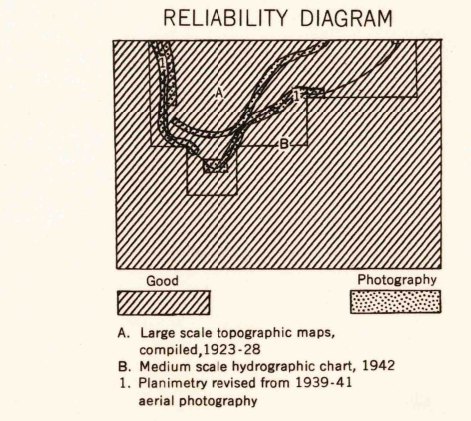 RELIABILITY DIAGRAM
A
1
B
Good
Photography
A. Large scale topographic maps,
compiled,1923-28
B. Medium scale hydrographic chart, 1942
1. Planimetry revised from 1939-41
aerial photography